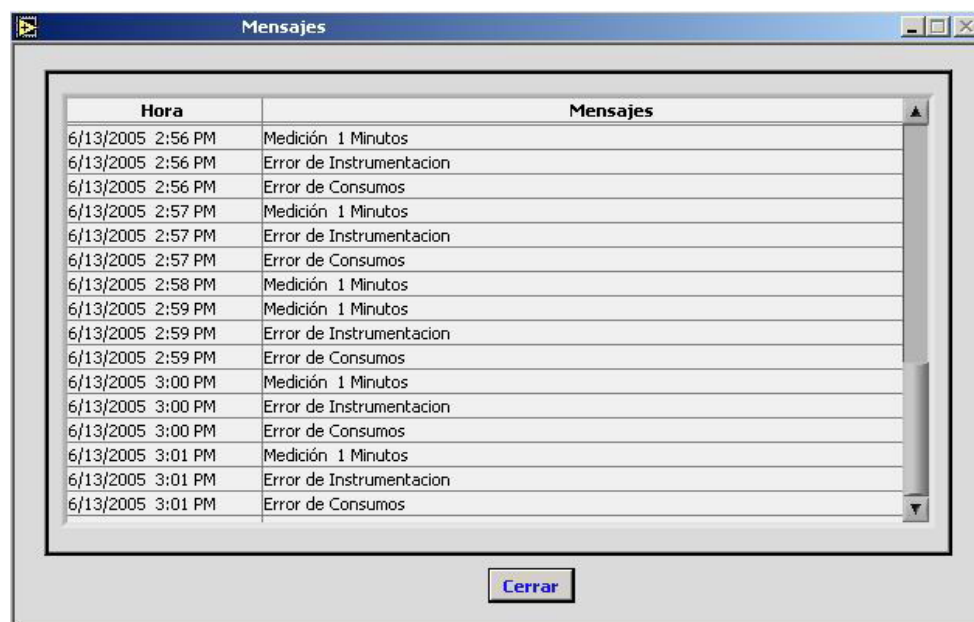 Mensajes
Hora Mensajes
6/13/2005 2:56 PM Medición 1 Minutos
6/13/2005 2:56 PM Error de Instrumentacion
6/13/2005 2:56 PM Error de Consumos
6/13/2005 2:57 PM Medición 1 Minutos
6/13/2005 2:57 PM Error de Instrumentacion
6/13/2005 2:57 PM Error de Consumos
6/13/2005 2:58 PM Medición 1 Minutos
6/13/2005 2:59 PM Medición 1 Minutos
6/13/2005 2:59 PM Error de Instrumentacion
6/13/2005 2:59 PM Error de Consumos
6/13/2005 3:00 PM Medición 1 Minutos
6/13/2005 3:00 PM Error de Instrumentacion
6/13/2005 3:00 PM Error de Consumos
6/13/2005 3:01 PM Medición 1 Minutos
6/13/2005 3:01 PM Error de Instrumentacion
6/13/2005 3:01 PM Error de Consumos
Cerrar